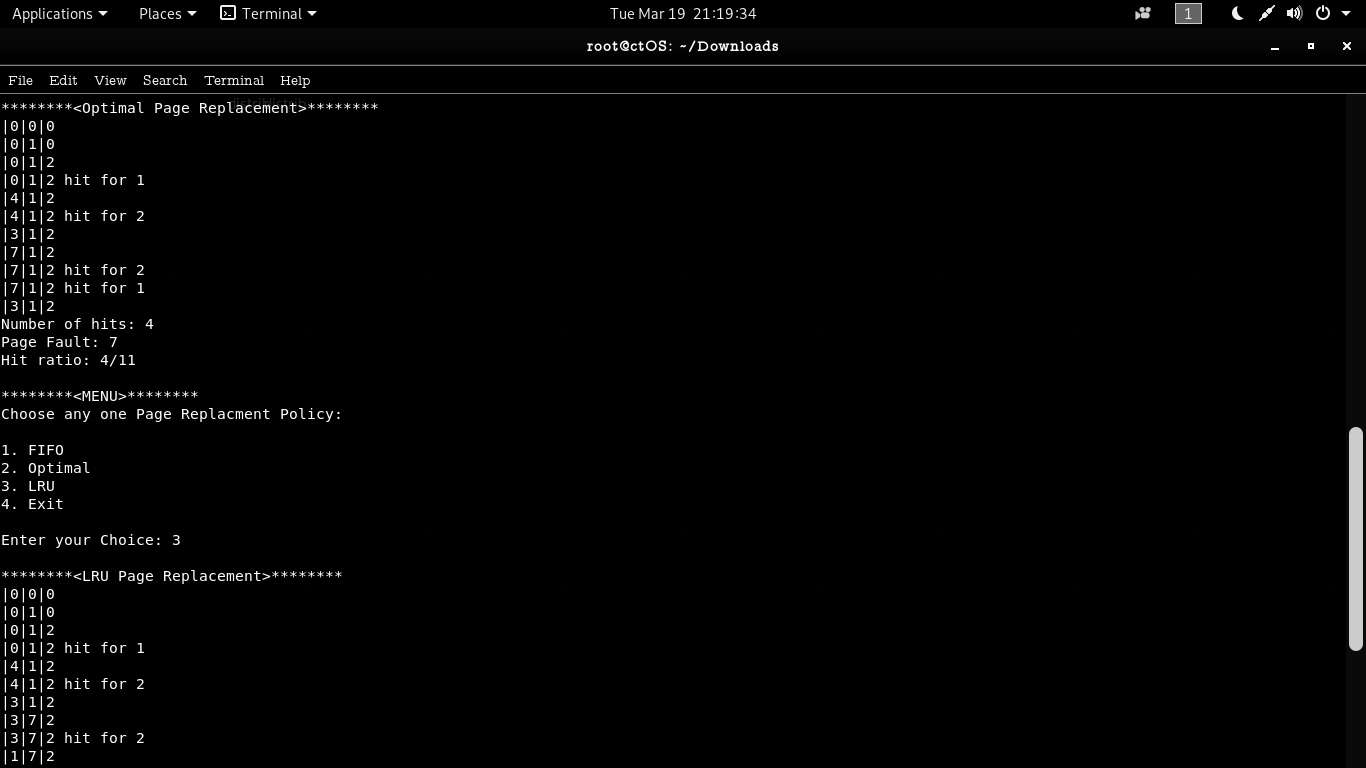 Applications Places Terminal Tue Mar 19 21:19:34 1
root@ctOS: ~/Downloads
File Edit View Search Terminal Help
********<Optimal Page Replacement>********
|0|0|0
|0|1|0
|0|1|2
|0|1|2 hit for 1
|4|1|2
|4|1|2 hit for 2
|3|1|2
|7|1|2
|7|1|2 hit for 2
|7|1|2 hit for 1
|3|1|2
Number of hits: 4
Page Fault: 7
Hit ratio: 4/11
********<MENU>********
Choose any one Page Replacment Policy:
1. FIFO
2. Optimal
3. LRU
4. Exit
Enter your Choice: 3
********<LRU Page Replacement>********
|0|0|0
|0|1|0
|0|1|2
|0|1|2 hit for 1
|4|1|2
|4|1|2 hit for 2
|3|1|2
|3|7|2
|3|7|2 hit for 2
|1|7|2